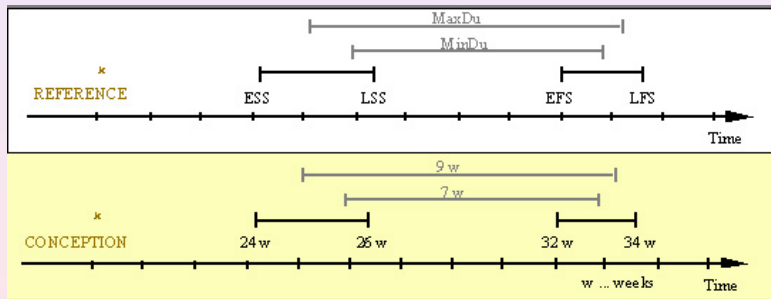 MaxDu
MinDu
REFERENCE
ESS LSS EFS LFS
Time
9 w
7 w
CONCEPTION
24 w 26 w 32 w 34 w
w ... weeks Time